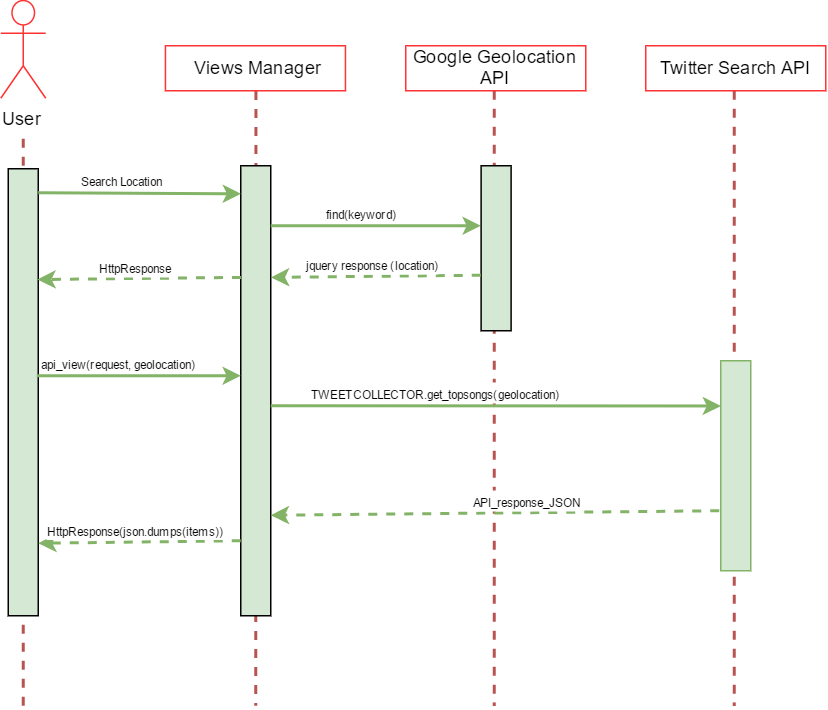 User
Views Manager
Google Geolocation
API
Twitter Search API
Search Location
find(keyword)
jquery response (location)
HttpResponse
api_view(request, geolocation)
TWEETCOLLECTOR.get_topsongs(geolocation)
API_response_JSON
HttpResponse(json.dumps(items))